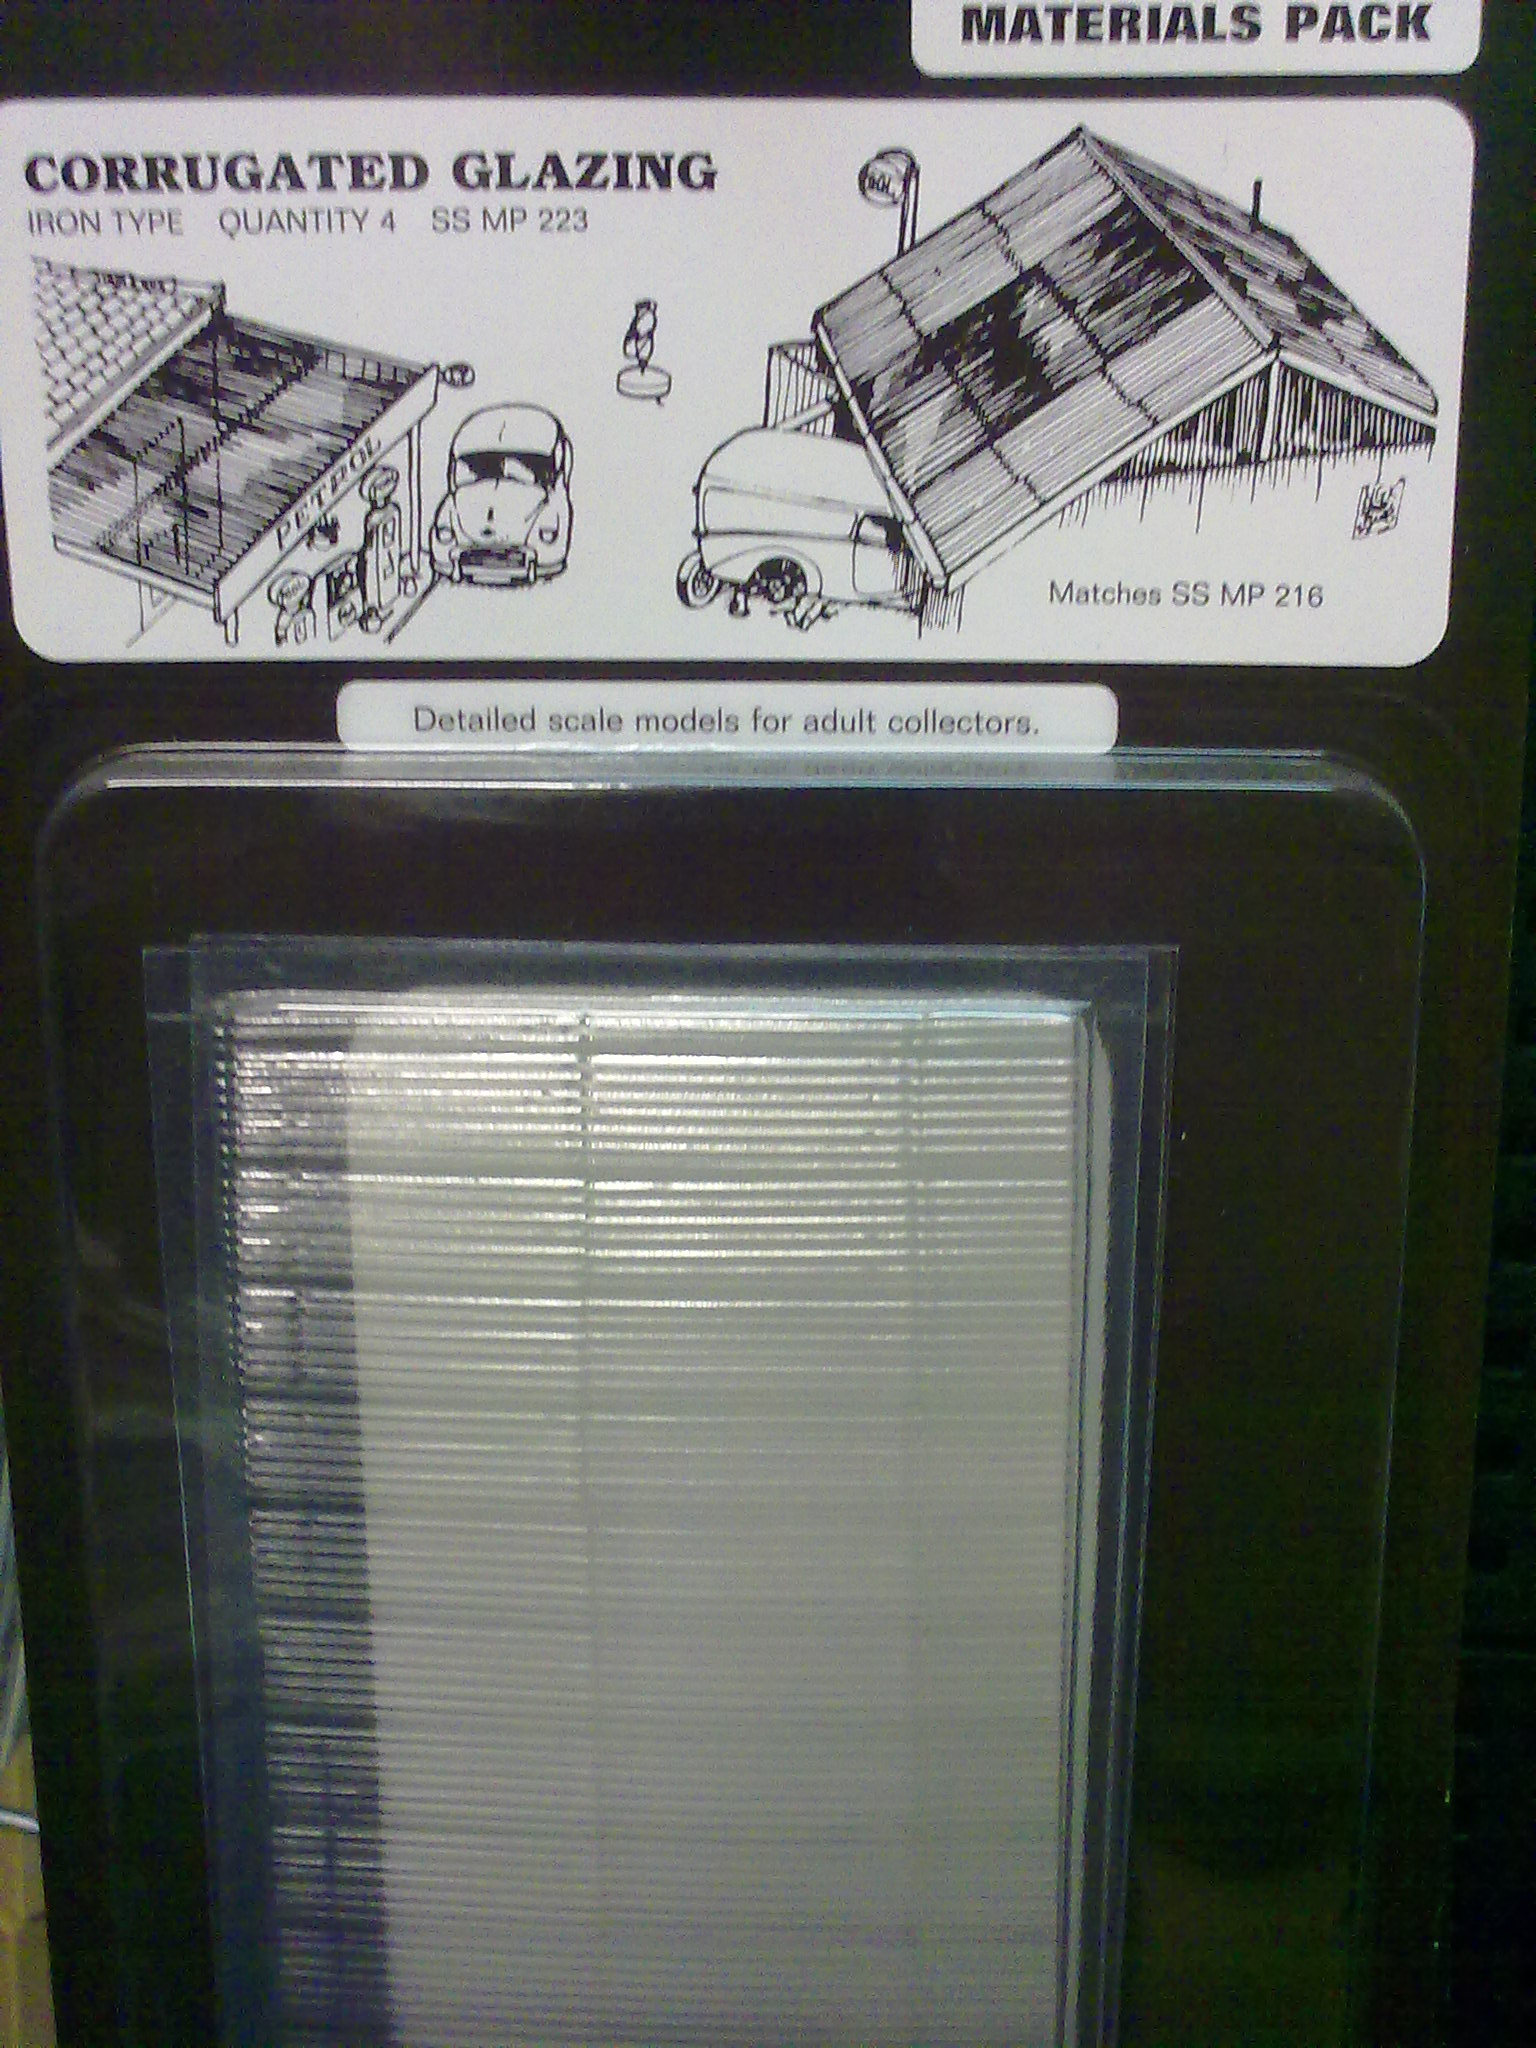 MATERIALS PACK
CORRUGATED GLAZING
IRON TYPE QUANTITY 4 SS MP 223
PETROL
Matches SS MP 216
Detailed scale models for adult collectors.